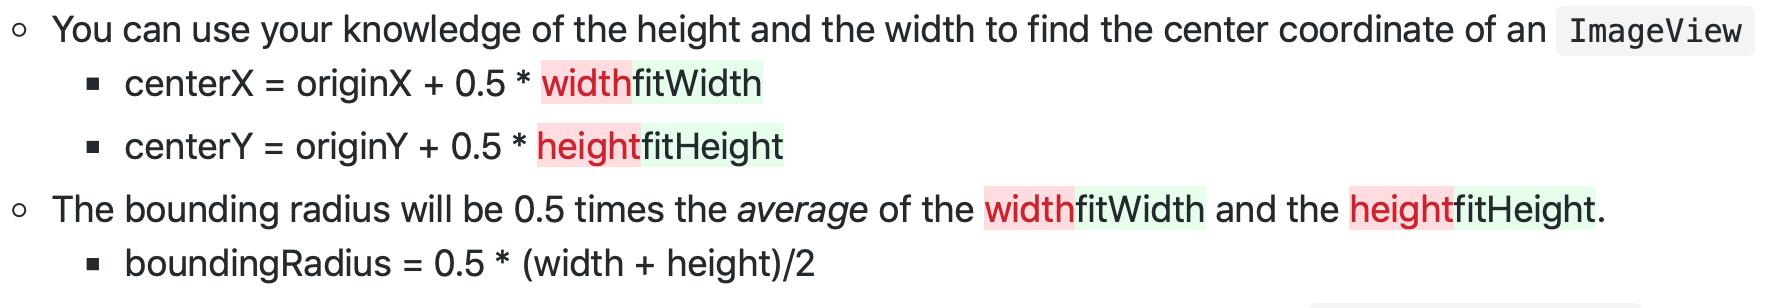 You can use your knowledge of the height and the width to find the center coordinate of an ImageView
centerX = originX + 0.5 * widthfitWidth
centerY = originY + 0.5 * heightfitHeight
The bounding radius will be 0.5 times the average of the widthfitWidth and the heightfitHeight.
boundingRadius = 0.5 * (width + height)/2